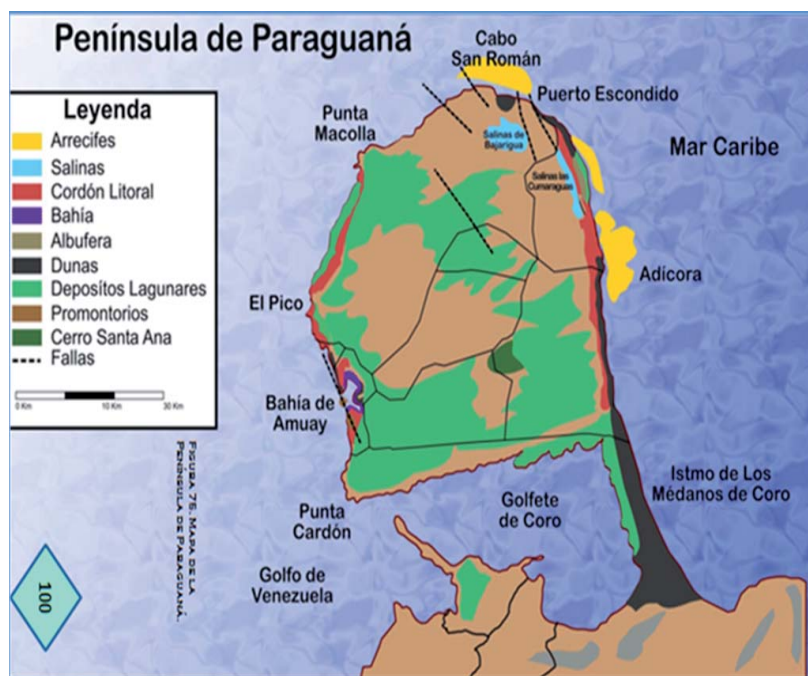 Península de Paraguaná
Cabo
San Román
Puerto Escondido
Punta
Macolla
Mar Caribe
Leyenda
Arrecifes
Salinas
Cordón Litoral
Bahía
Albufera
Dunas
Depositos Lagunares
Promontorios
Cerro Santa Ana
Fallas
0 Km 10 Km 30 Km
Salinas de
Bajarigua
Salinas las
Cumaraguas
Adícora
El Pico
Bahía de
Amuay
Istmo de Los
Médanos de Coro
Punta
Cardón
Golfete
de Coro
Golfo de
Venezuela
FIGURA 75. MAPA DE LA
PENÍNSULA DE PARAGUANÁ.
100